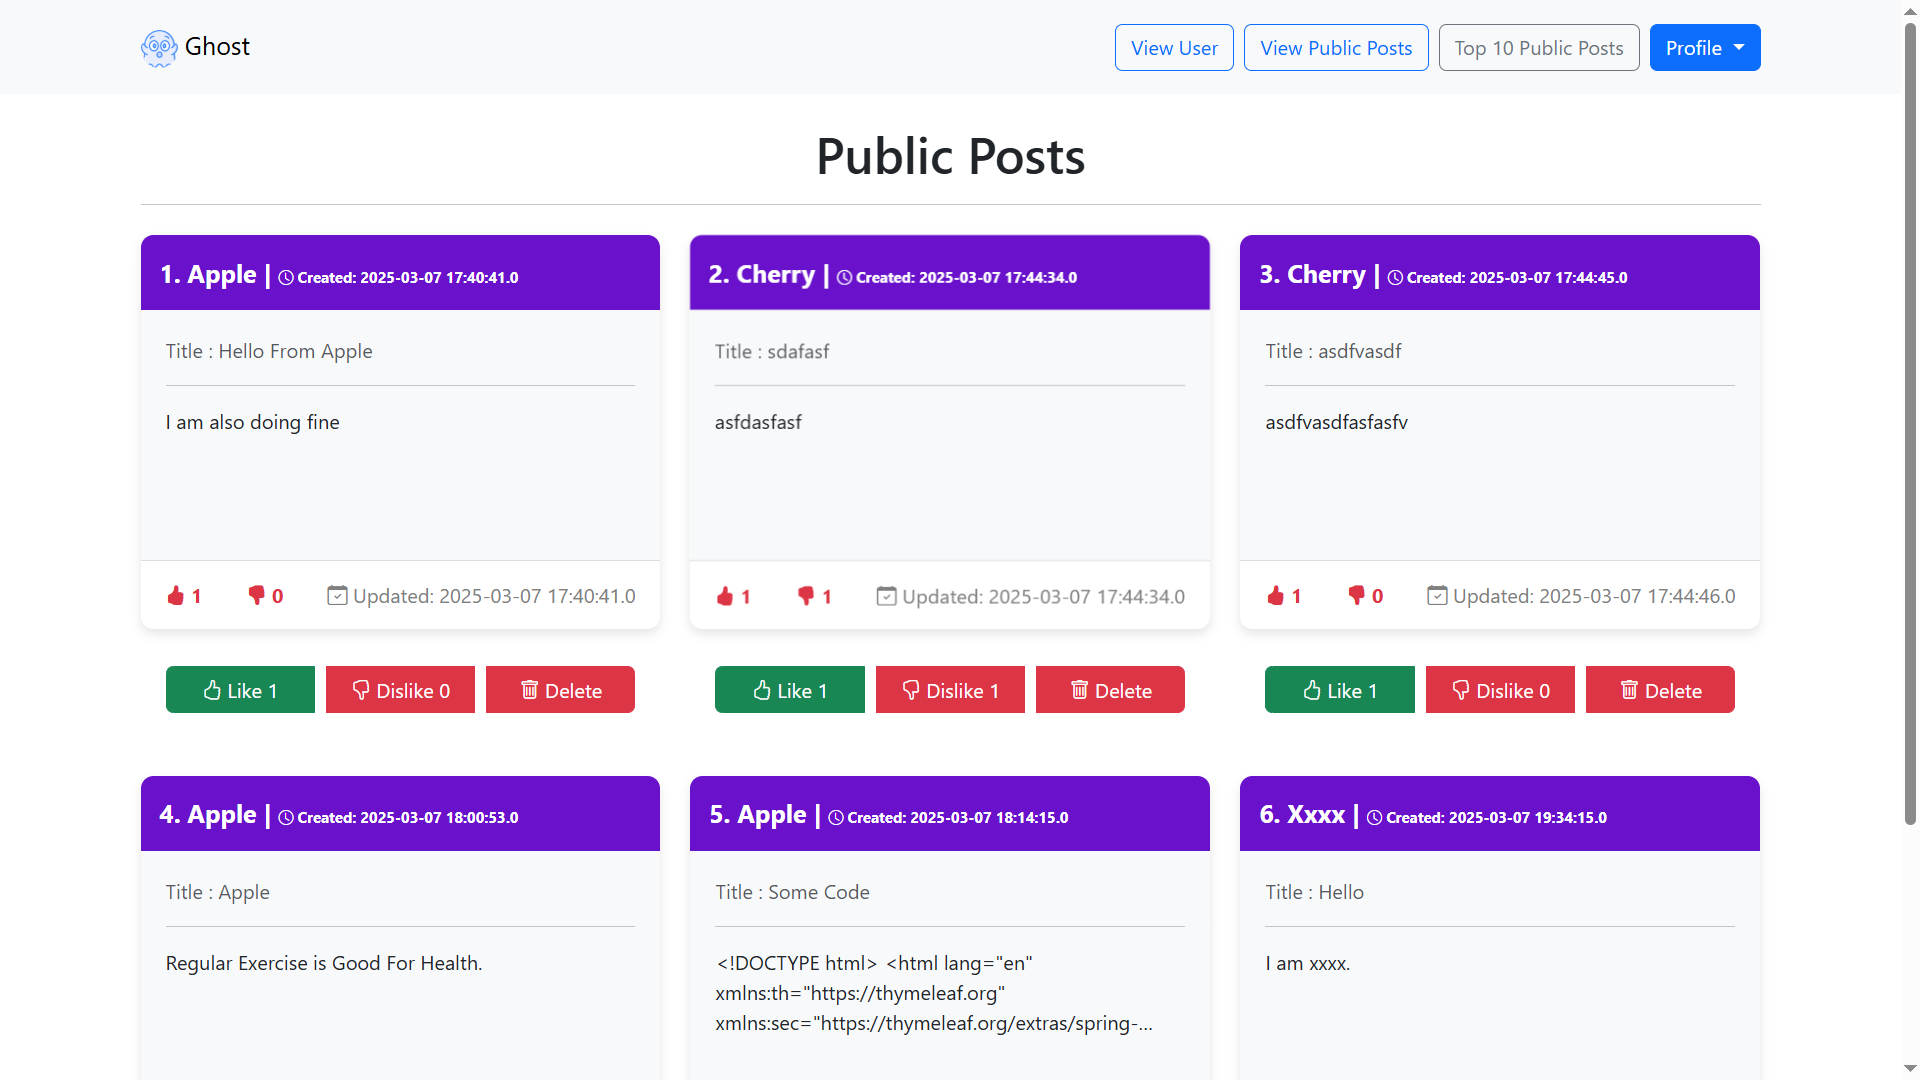 Ghost
View User
View Public Posts
Top 10 Public Posts
Profile
Public Posts
1. Apple | Created: 2025-03-07 17:40:41.0
Title : Hello From Apple
I am also doing fine
1 0 Updated: 2025-03-07 17:40:41.0
Like 1 Dislike 0 Delete
2. Cherry | Created: 2025-03-07 17:44:34.0
Title : sdafasf
asfdasfasf
1 1 Updated: 2025-03-07 17:44:34.0
Like 1 Dislike 1 Delete
3. Cherry | Created: 2025-03-07 17:44:45.0
Title : asdfvasdf
asdfvasdfasfasfv
1 0 Updated: 2025-03-07 17:44:46.0
Like 1 Dislike 0 Delete
4. Apple | Created: 2025-03-07 18:00:53.0
Title : Apple
Regular Exercise is Good For Health.
5. Apple | Created: 2025-03-07 18:14:15.0
Title : Some Code
<!DOCTYPE html> <html lang="en"
xmlns:th="https://thymeleaf.org"
xmlns:sec="https://thymeleaf.org/extras/spring-...
6. Xxxx | Created: 2025-03-07 19:34:15.0
Title : Hello
I am xxxx.